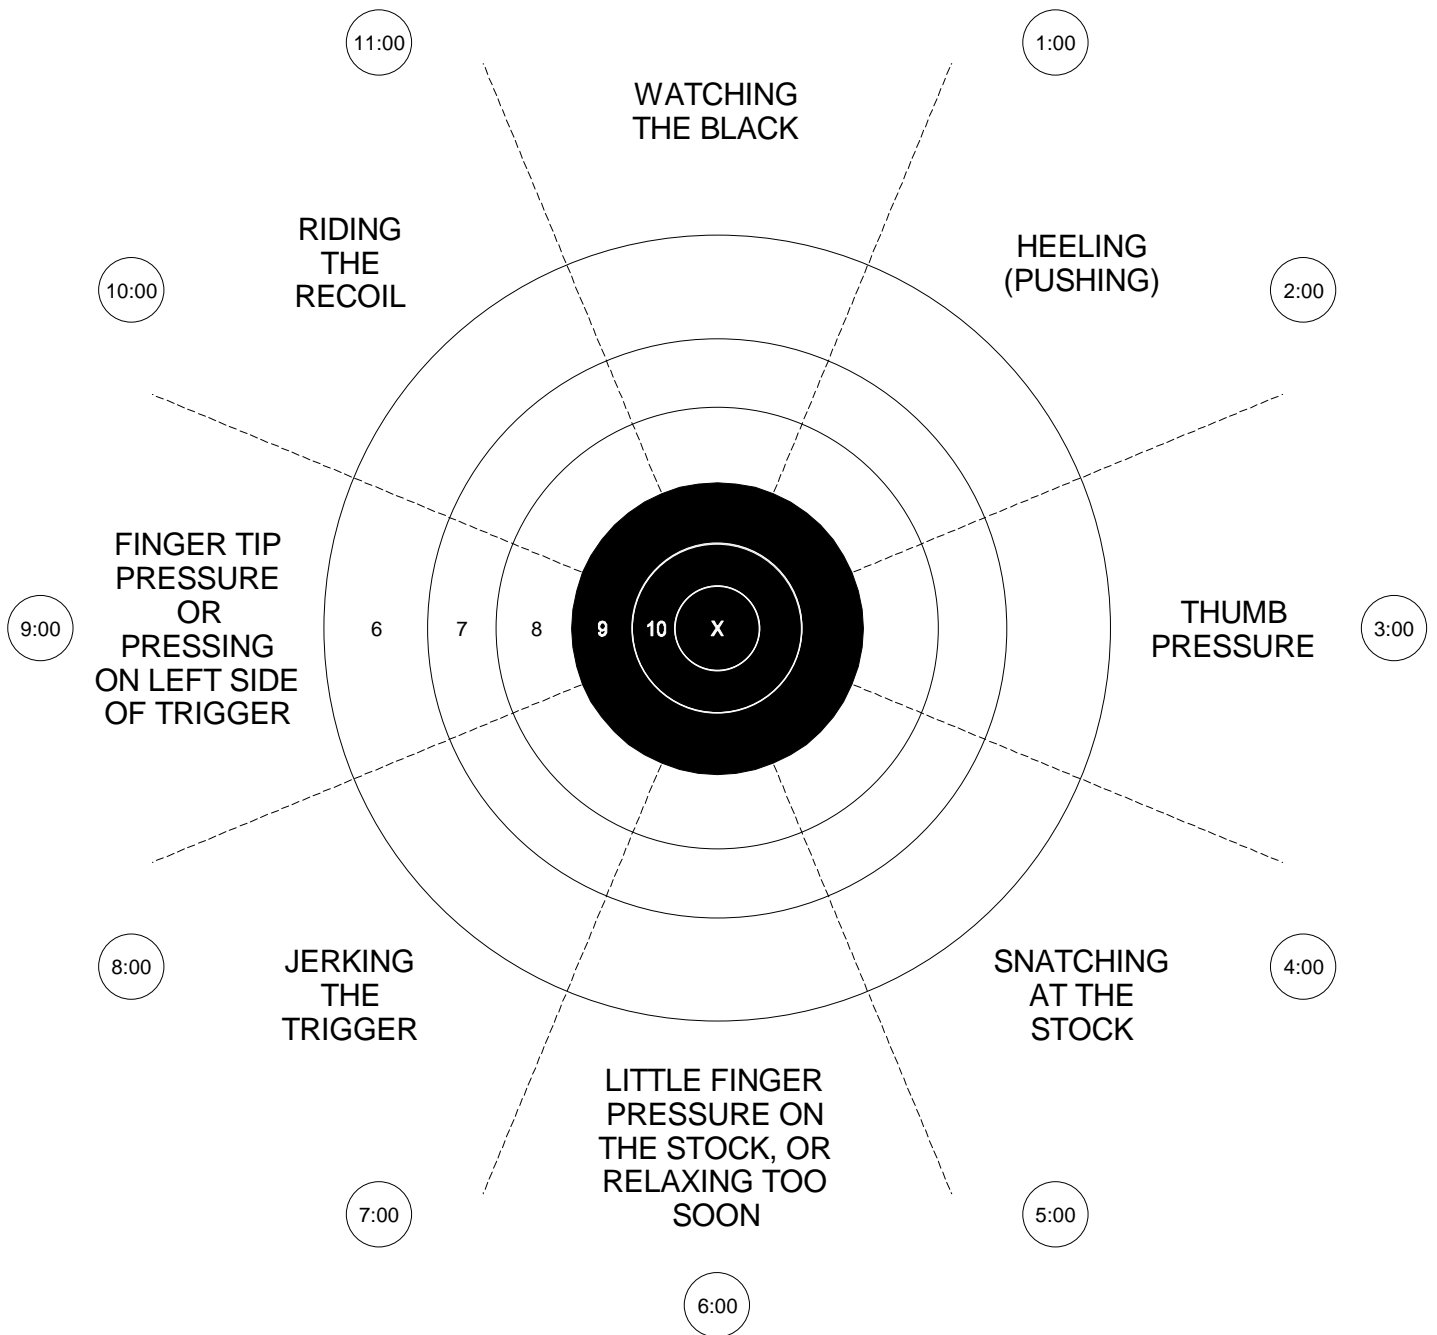 11:00
1:00
WATCHING
THE BLACK
RIDING
THE
RECOIL
HEELING
(PUSHING)
10:00
2:00
FINGER TIP
PRESSURE
OR
PRESSING
ON LEFT SIDE
OF TRIGGER
9:00
6 7 8 9 10 X
THUMB
PRESSURE
3:00
8:00
JERKING
THE
TRIGGER
SNATCHING
AT THE
STOCK
4:00
LITTLE FINGER
PRESSURE ON
THE STOCK, OR
RELAXING TOO
SOON
7:00
5:00
6:00